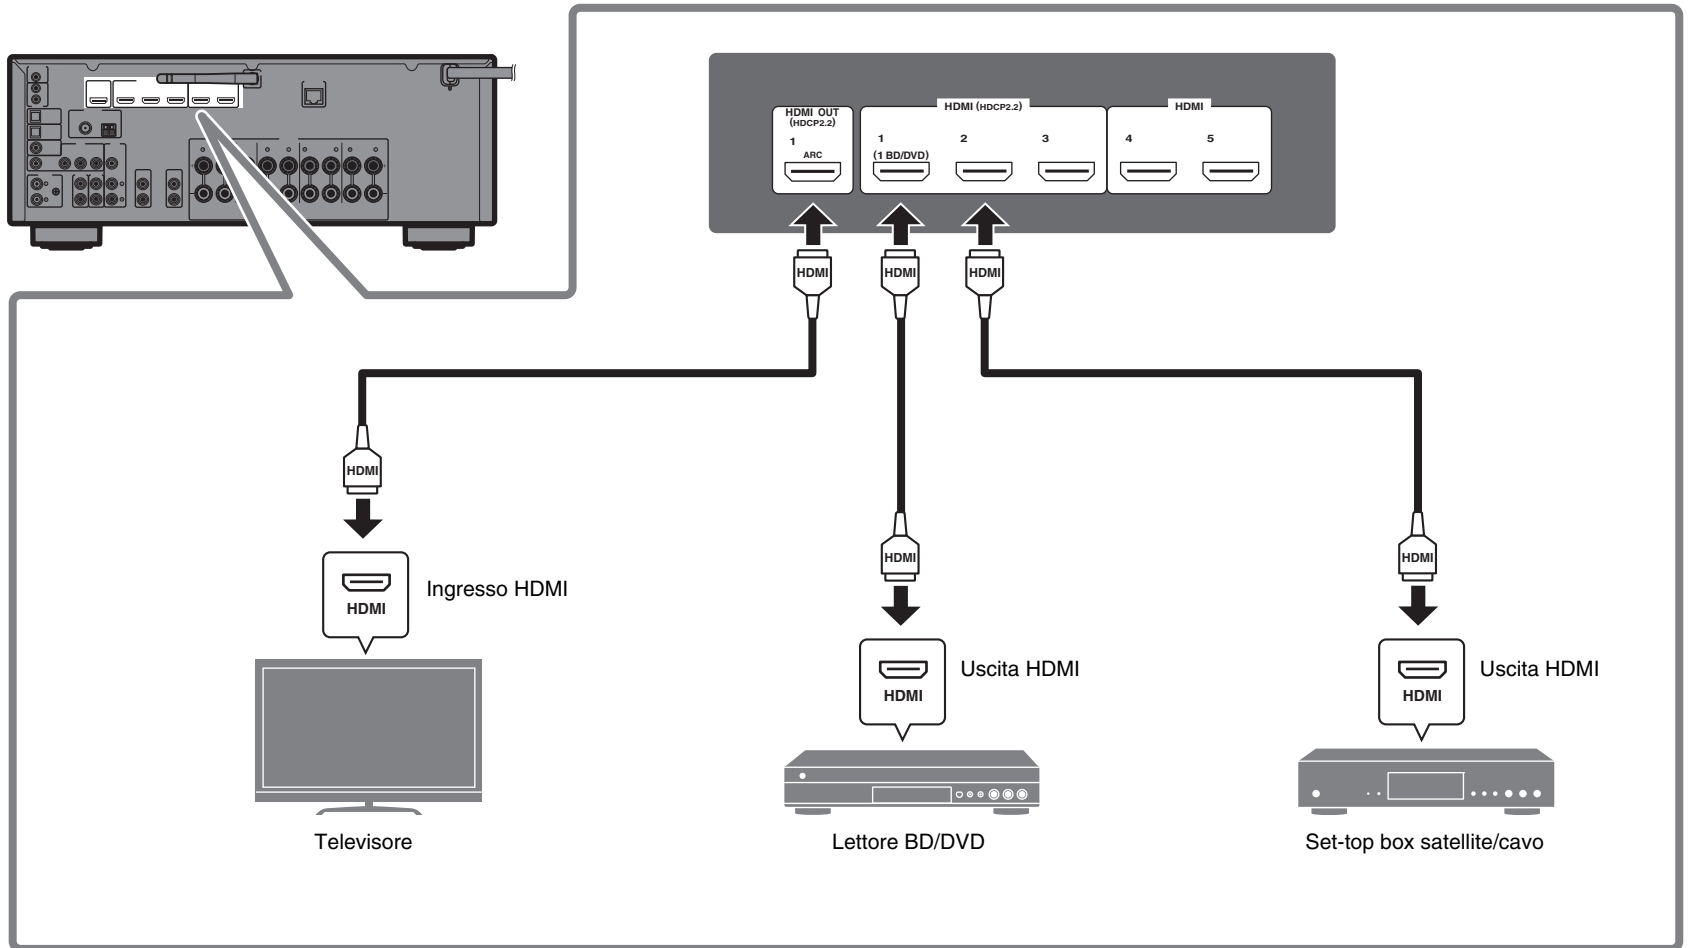 HDMI OUT
(HDCP2.2)
1
ARC
HDMI (HDCP2.2)
1
(1 BD/DVD)
2
3
HDMI
4
5
HDMI
HDMI
HDMI
HDMI
HDMI
HDMI
HDMI
Ingresso HDMI
HDMI
Uscita HDMI
HDMI
Uscita HDMI
Televisore
Lettore BD/DVD
Set-top box satellite/cavo